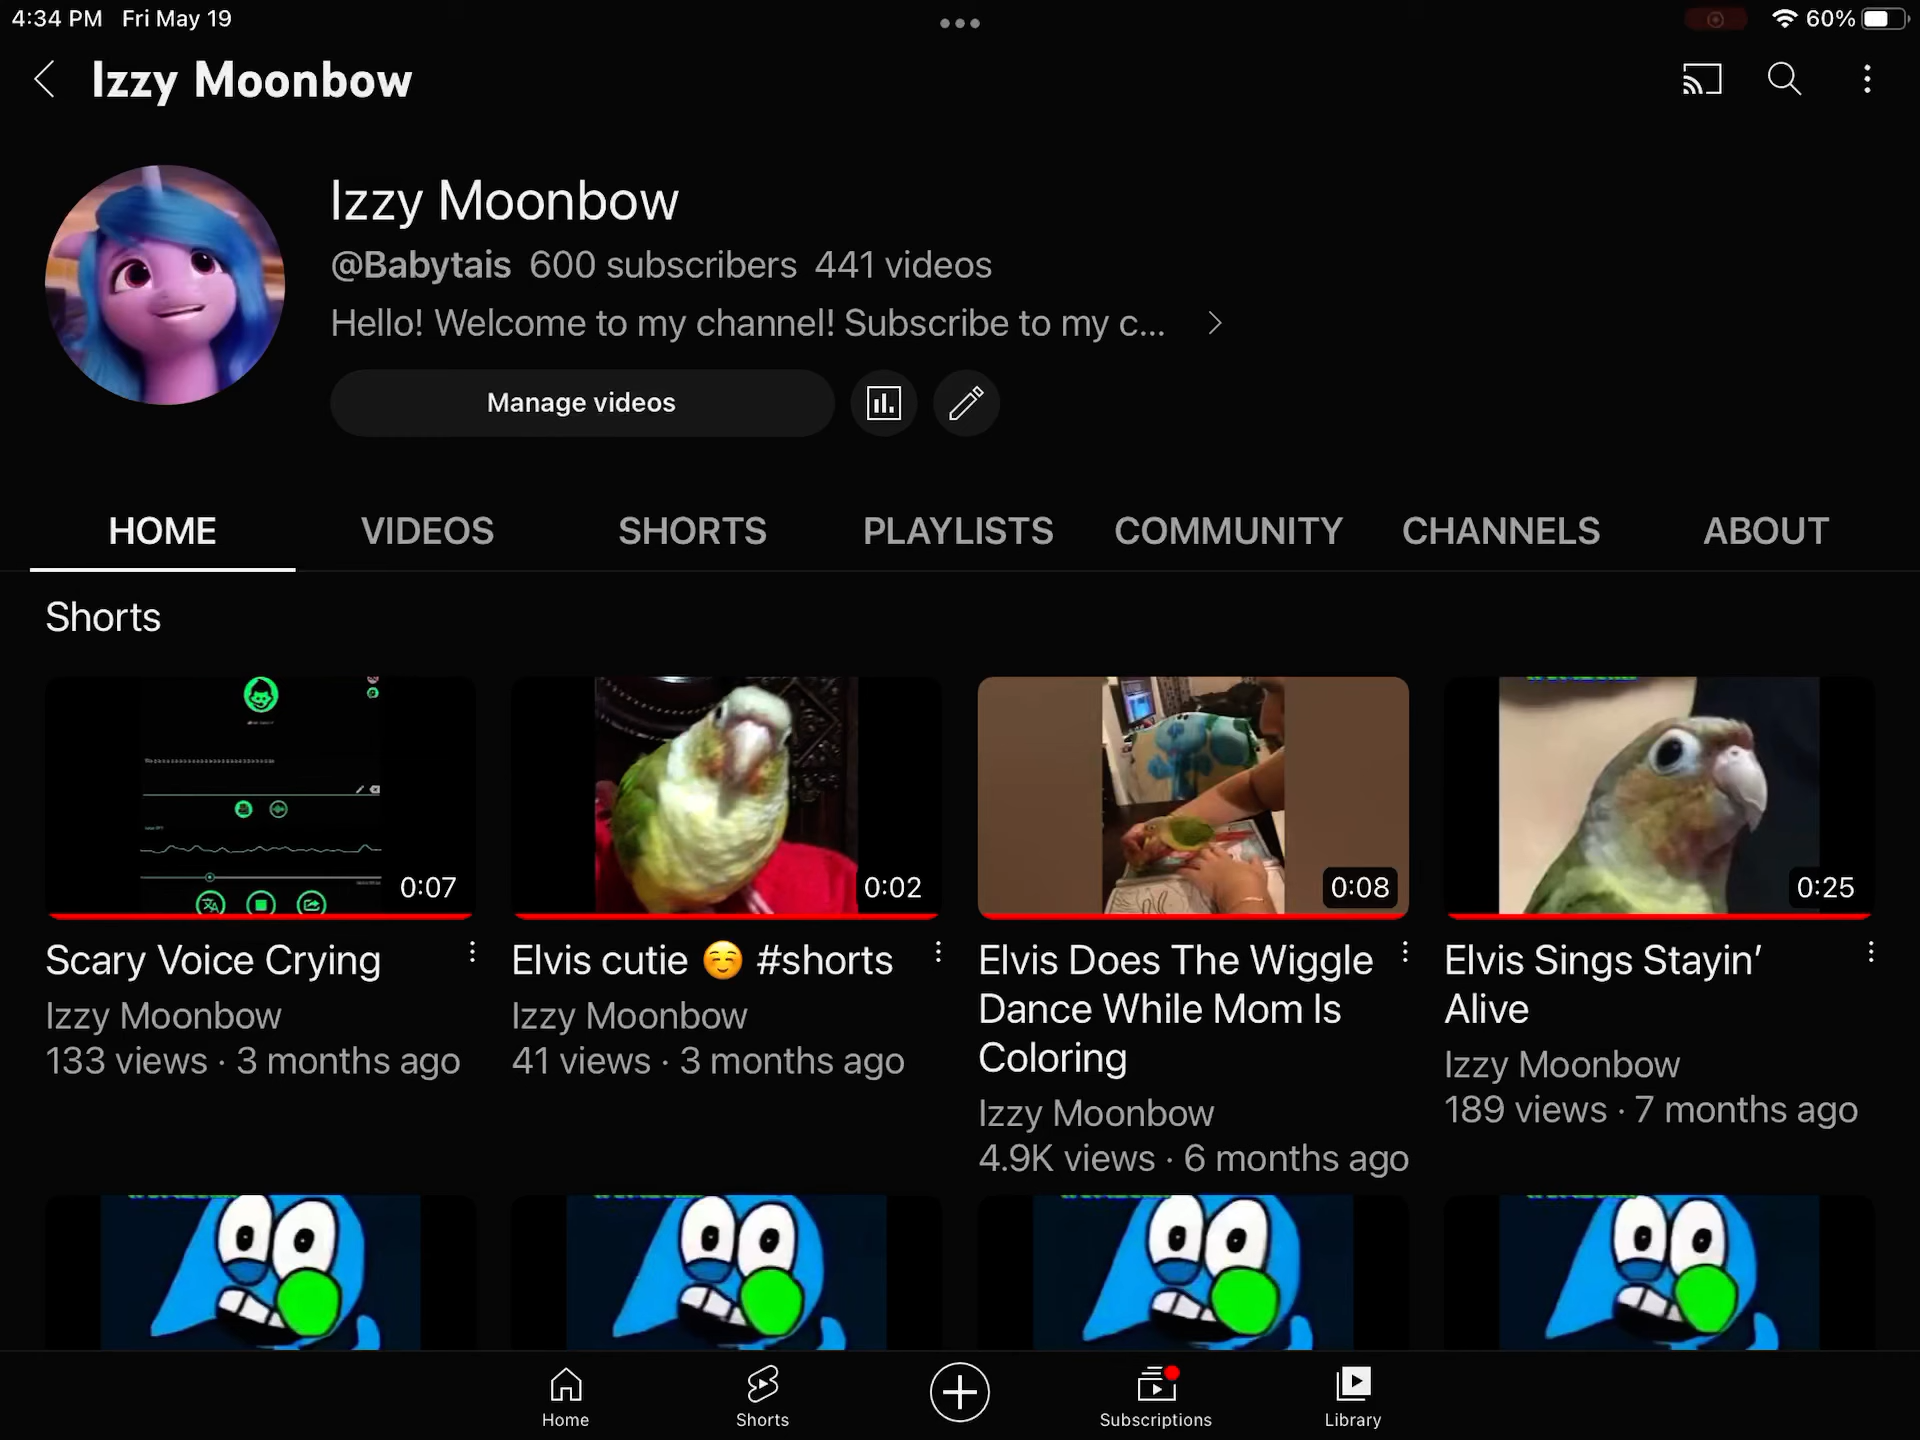 4:34 PM Fri May 19
60%
Izzy Moonbow
Izzy Moonbow
@Babytais 600 subscribers 441 videos
Hello! Welcome to my channel! Subscribe to my c...
Manage videos
HOME VIDEOS SHORTS PLAYLISTS COMMUNITY CHANNELS ABOUT
Shorts
0:07 0:02 0:08 0:25
Scary Voice Crying
Izzy Moonbow
133 views · 3 months ago
Elvis cutie ☺️ #shorts
Izzy Moonbow
41 views · 3 months ago
Elvis Does The Wiggle
Dance While Mom Is
Coloring
Izzy Moonbow
4.9K views · 6 months ago
Elvis Sings Stayin’
Alive
Izzy Moonbow
189 views · 7 months ago
Home Shorts Subscriptions Library